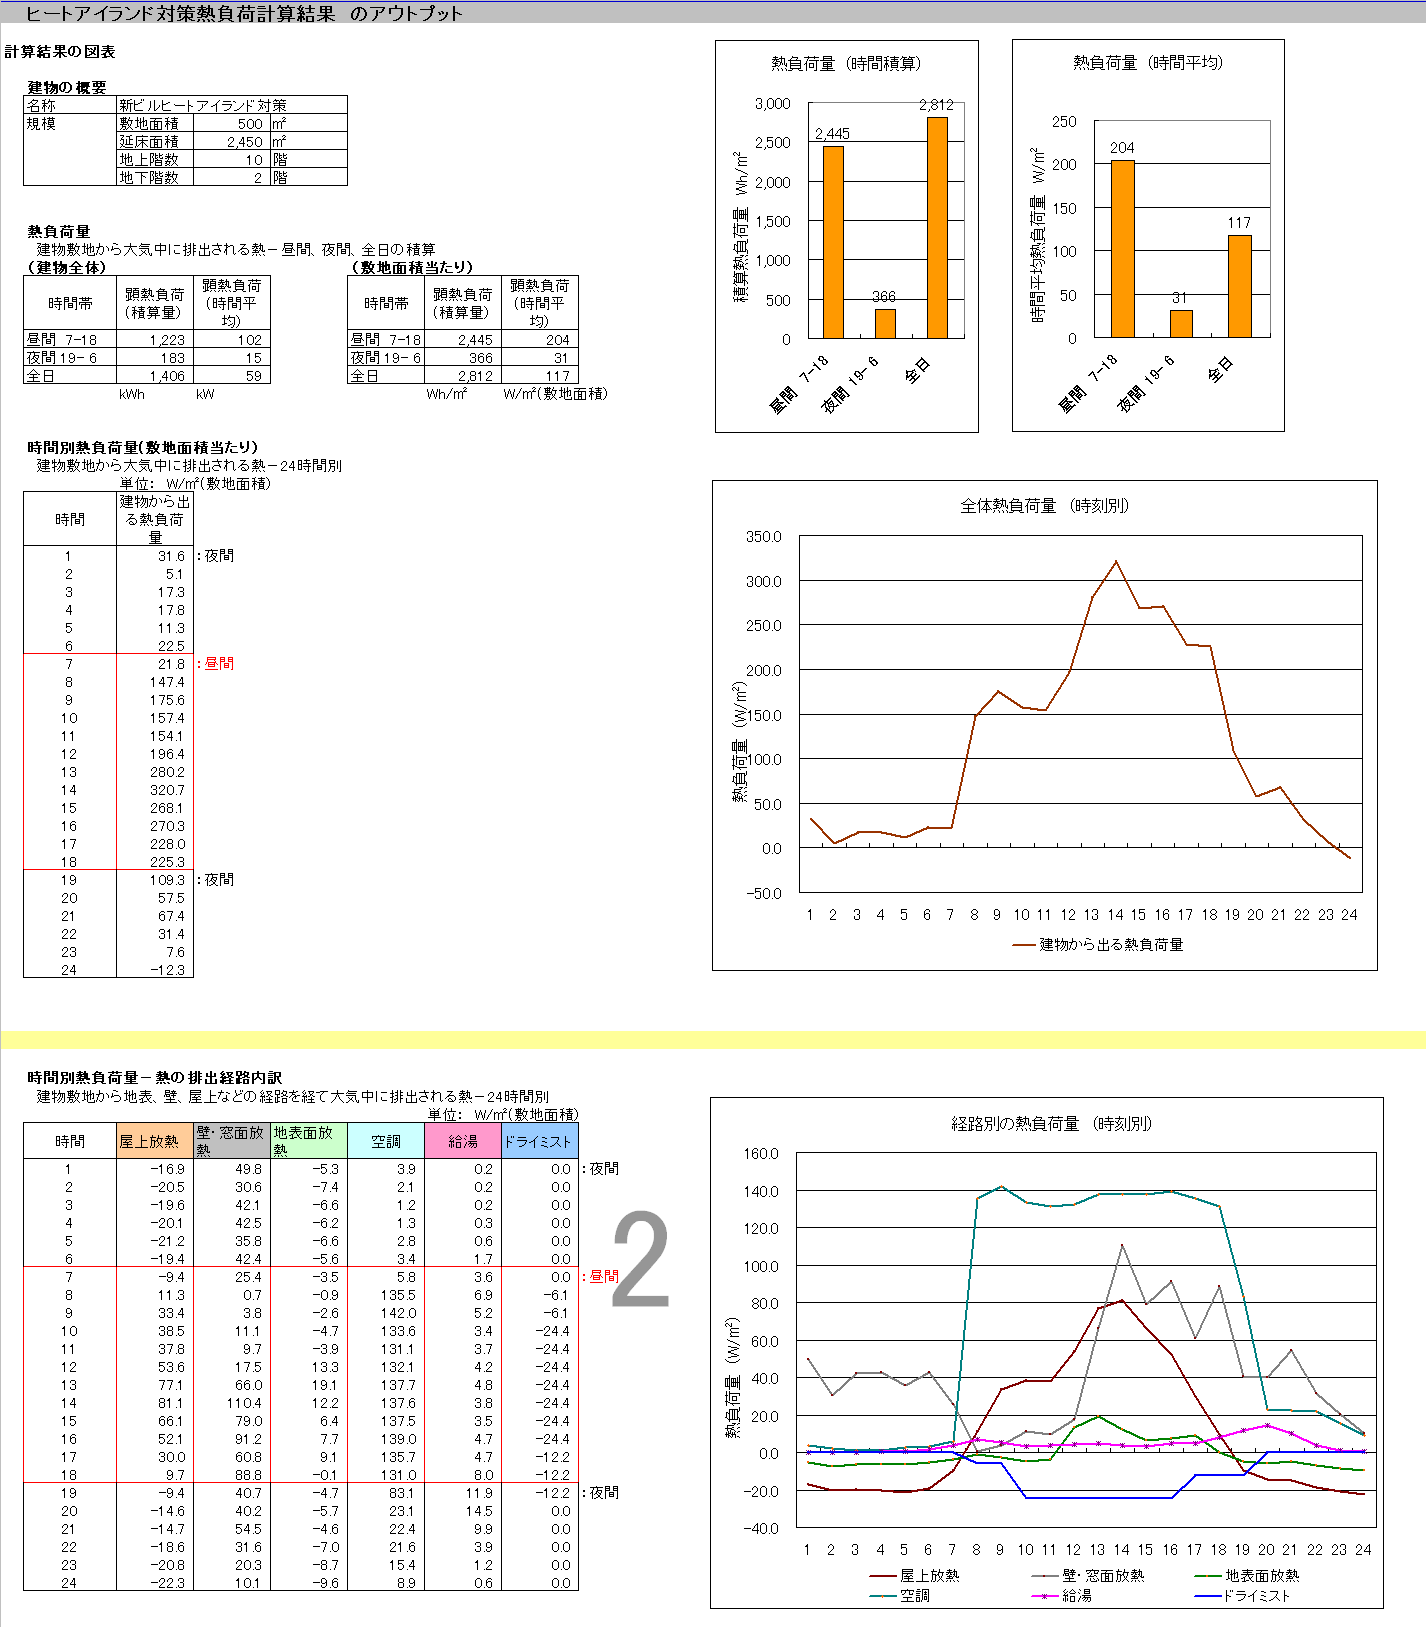 ヒートアイランド対策熱負荷計算結果　のアウトプット
計算結果の図表
建物の概要
名称 新ビルヒートアイランド対策
規模 敷地面積 500 ㎡
延床面積 2,450 ㎡
地上階数 10 階
地下階数 2 階
熱負荷量
建物敷地から大気中に排出される熱－昼間、夜間、全日の積算
（建物全体）
時間帯 顕熱負荷（積算量） 顕熱負荷（時間平均）
昼間 7-18 1,223 102
夜間 19- 6 183 15
全日 1,406 59
kWh kW
（敷地面積当たり）
時間帯 顕熱負荷（積算量） 顕熱負荷（時間平均）
昼間 7-18 2,445 204
夜間 19- 6 366 31
全日 2,812 117
Wh/㎡ W/㎡(敷地面積)
熱負荷量（時間積算）
積算熱負荷量　Wh/㎡
3,000
2,500
2,000
1,500
1,000
500
0
2,445
366
2,812
昼間 7-18
夜間 19- 6
全日
熱負荷量（時間平均）
時間平均熱負荷量　W/㎡
250
200
150
100
50
0
204
31
117
昼間 7-18
夜間 19- 6
全日
時間別熱負荷量(敷地面積当たり)
建物敷地から大気中に排出される熱－24時間別
単位:　W/㎡(敷地面積)
時間 建物から出る熱負荷量
1 31.6 :夜間
2 5.1
3 17.3
4 17.8
5 11.3
6 22.5
7 21.8 :昼間
8 147.4
9 175.6
10 157.4
11 154.1
12 196.4
13 280.2
14 320.7
15 268.1
16 270.3
17 228.0
18 225.3
19 109.3 :夜間
20 57.5
21 67.4
22 31.4
23 7.6
24 -12.3
全体熱負荷量　（時刻別）
熱負荷量　（W/㎡）
350.0
300.0
250.0
200.0
150.0
100.0
50.0
0.0
-50.0
1 2 3 4 5 6 7 8 9 10 11 12 13 14 15 16 17 18 19 20 21 22 23 24
建物から出る熱負荷量
時間別熱負荷量－熱の排出経路内訳
建物敷地から地表、壁、屋上などの経路を経て大気中に排出される熱－24時間別
単位:　W/㎡(敷地面積)
時間 屋上放熱 壁・窓面放熱 地表面放熱 空調 給湯 ドライミスト
1 -16.9 49.8 -5.3 3.9 0.2 0.0 :夜間
2 -20.5 30.6 -7.4 2.1 0.2 0.0
3 -19.6 42.1 -6.6 1.2 0.2 0.0
4 -20.1 42.5 -6.2 1.3 0.3 0.0
5 -21.2 35.8 -6.6 2.8 0.6 0.0
6 -19.4 42.4 -5.6 3.4 1.7 0.0
7 -9.4 25.4 -3.5 5.8 3.6 0.0 :昼間
8 11.3 0.7 -0.9 135.5 6.9 -6.1
9 33.4 3.8 -2.6 142.0 5.2 -6.1
10 38.5 11.1 -4.7 133.6 3.4 -24.4
11 37.8 9.7 -3.9 131.1 3.7 -24.4
12 53.6 17.5 13.3 132.1 4.2 -24.4
13 77.1 66.0 19.1 137.7 4.8 -24.4
14 81.1 110.4 12.2 137.6 3.8 -24.4
15 66.1 79.0 6.4 137.5 3.5 -24.4
16 52.1 91.2 7.7 139.0 4.7 -24.4
17 30.0 60.8 9.1 135.7 4.7 -12.2
18 9.7 88.8 -0.1 131.0 8.0 -12.2
19 -9.4 40.7 -4.7 83.1 11.9 -12.2 :夜間
20 -14.6 40.2 -5.7 23.1 14.5 0.0
21 -14.7 54.5 -4.6 22.4 9.9 0.0
22 -18.6 31.6 -7.0 21.6 3.9 0.0
23 -20.8 20.3 -8.7 15.4 1.2 0.0
24 -22.3 10.1 -9.6 8.9 0.6 0.0
2
経路別の熱負荷量　（時刻別）
熱負荷量　（W/㎡）
160.0
140.0
120.0
100.0
80.0
60.0
40.0
20.0
0.0
-20.0
-40.0
1 2 3 4 5 6 7 8 9 10 11 12 13 14 15 16 17 18 19 20 21 22 23 24
屋上放熱 壁・窓面放熱 地表面放熱
空調 給湯 ドライミスト